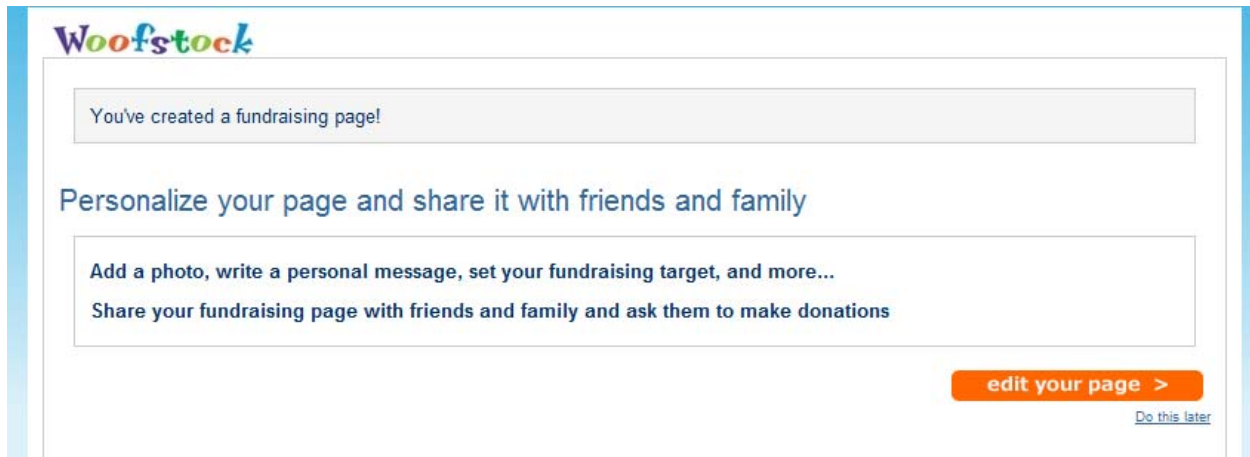 Woofstock
You've created a fundraising page!
Personalize your page and share it with friends and family
Add a photo, write a personal message, set your fundraising target, and more...
Share your fundraising page with friends and family and ask them to make donations
edit your page >
Do this later